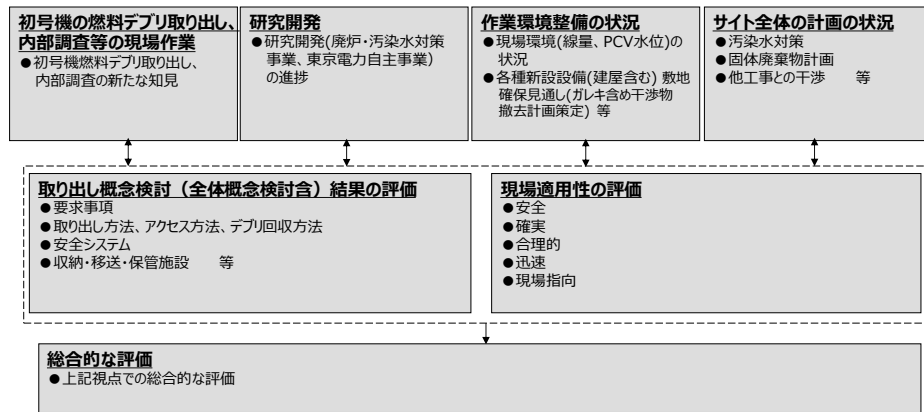 初号機の燃料デブリ取り出し、
内部調査等の現場作業
●初号機燃料デブリ取り出し、
内部調査の新たな知見
研究開発
●研究開発(廃炉・汚染水対策
事業、東京電力自主事業)
の進捗
作業環境整備の状況
●現場環境(線量、PCV水位)の
状況
●各種新設設備(建屋含む) 敷地
確保見通し(ガレキ含め干渉物
撤去計画策定) 等
サイト全体の計画の状況
●汚染水対策
●固体廃棄物計画
●他工事との干渉 等
取り出し概念検討（全体概念検討含）結果の評価
●要求事項
●取り出し方法、アクセス方法、デブリ回収方法
●安全システム
●収納・移送・保管施設 等
現場適用性の評価
●安全
●確実
●合理的
●迅速
●現場指向
総合的な評価
●上記視点での総合的な評価